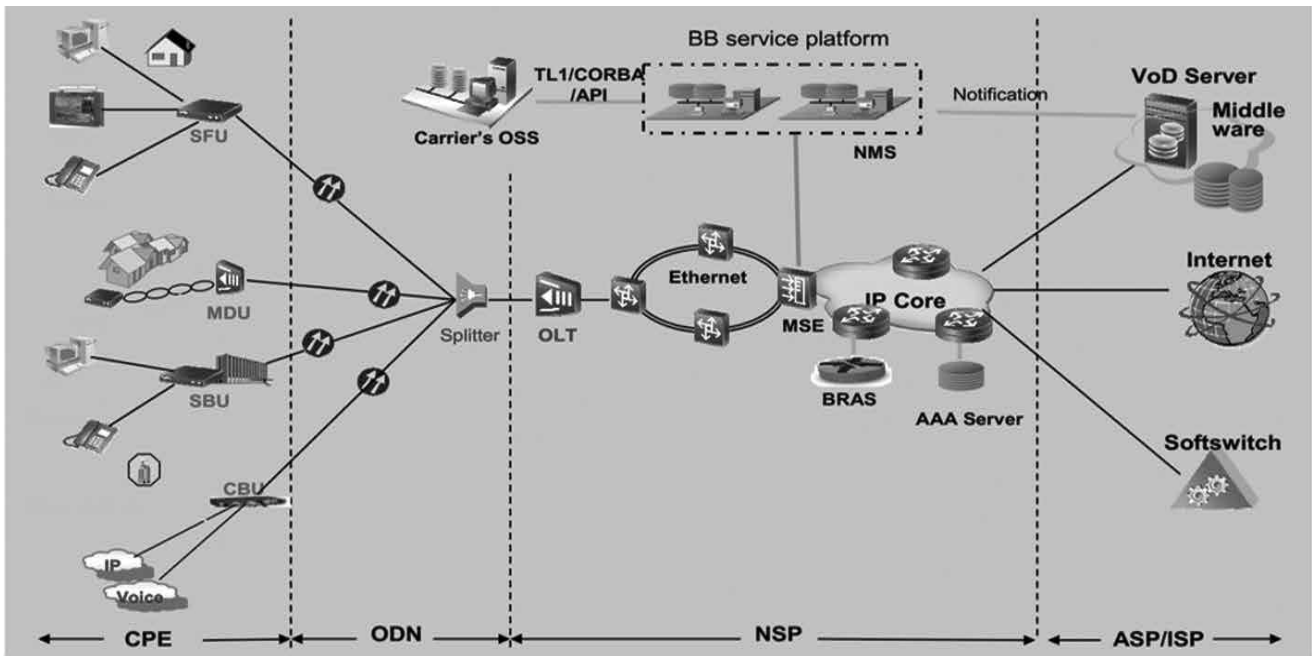 BB service platform
TL1/CORBA
/API
Carrier's OSS
NMS
Notification
VoD Server
Middle
ware
SFU
MDU
SBU
CBU
IP
Voice
Splitter
OLT
Ethernet
MSE
IP Core
BRAS
AAA Server
Internet
Softswitch
CPE
ODN
NSP
ASP/ISP